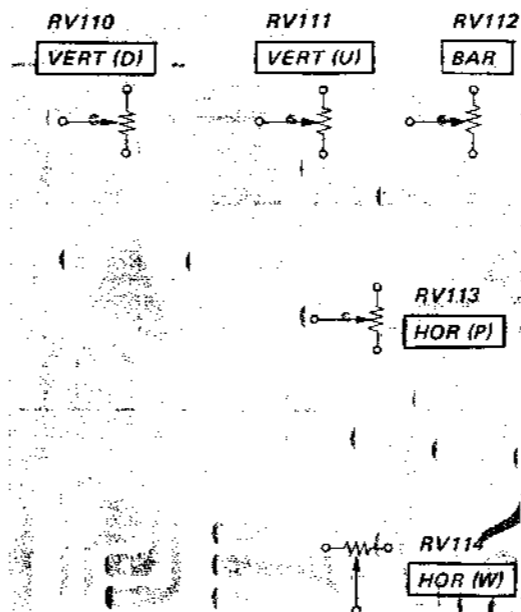 RV110 RV111 RV112
VERT (D) VERT (U) BAR
RV113
HOR (P)
RV114
HOR (W)